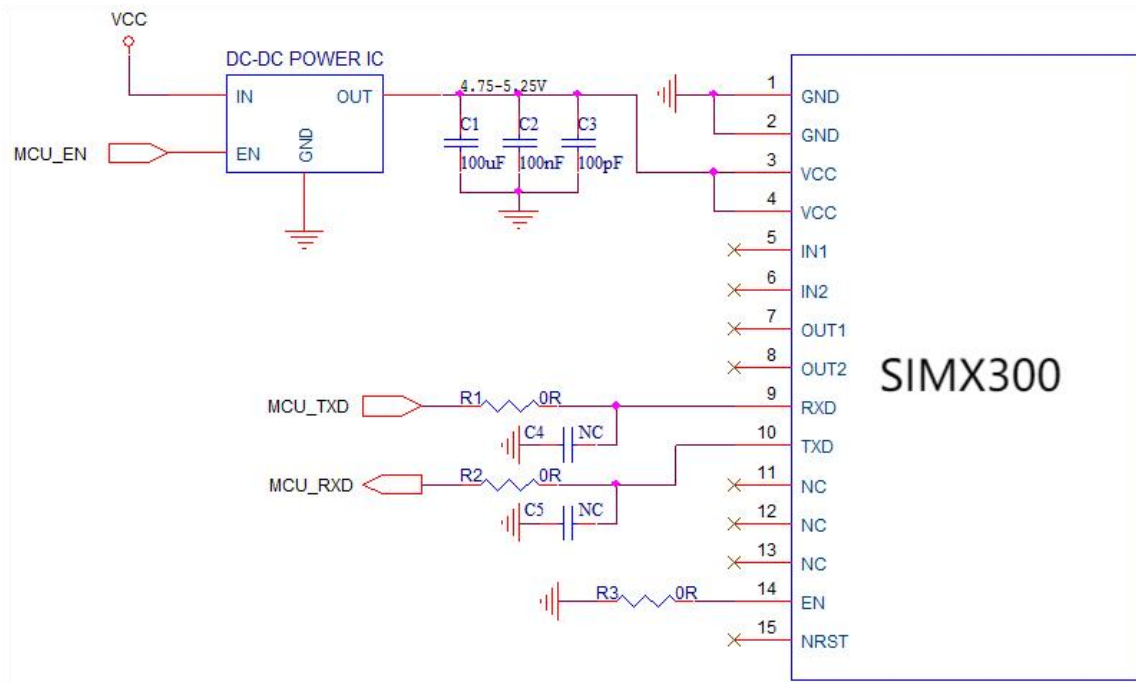 VCC
DC-DC POWER IC
IN
OUT
EN
GND
MCU_EN
4.75-5.25V
C1
C2
C3
100uF
100nF
100pF
1
GND
2
GND
3
VCC
4
VCC
5
IN1
6
IN2
7
OUT1
8
OUT2
SIMX300
MCU_TXD
R1
0R
9
RXD
C4
NC
10
TXD
MCU_RXD
R2
0R
11
NC
C5
NC
12
NC
13
NC
R3
0R
14
EN
15
NRST